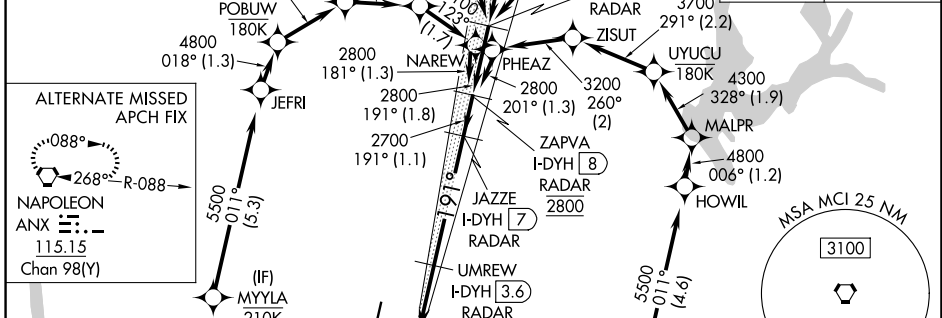 POBUW
180K
4800
018° (1.3)
JEFRI
2800
181° (1.3)
NAREW
123°
(1.7)
PHEAZ
2800
191° (1.8)
2700
191° (1.1)
2800
201° (1.3)
RADAR
ZISUT
3700
291° (2.2)
UYUCU
180K
3200
260°
(2)
4300
328° (1.9)
MALPR
4800
006° (1.2)
HOWIL
ZAPVA
I-DYH 8
RADAR
2800
JAZZE
I-DYH 7
RADAR
191°
UMREW
I-DYH 3.6
RADAR
5500
011°
(5.3)
(IF)
MYYLA
210K
5500
011°
(4.6)
ALTERNATE MISSED
APCH FIX
088°
268° R-088
NAPOLEON
ANX
115.15
Chan 98(Y)
MSA MCI 25 NM
3100